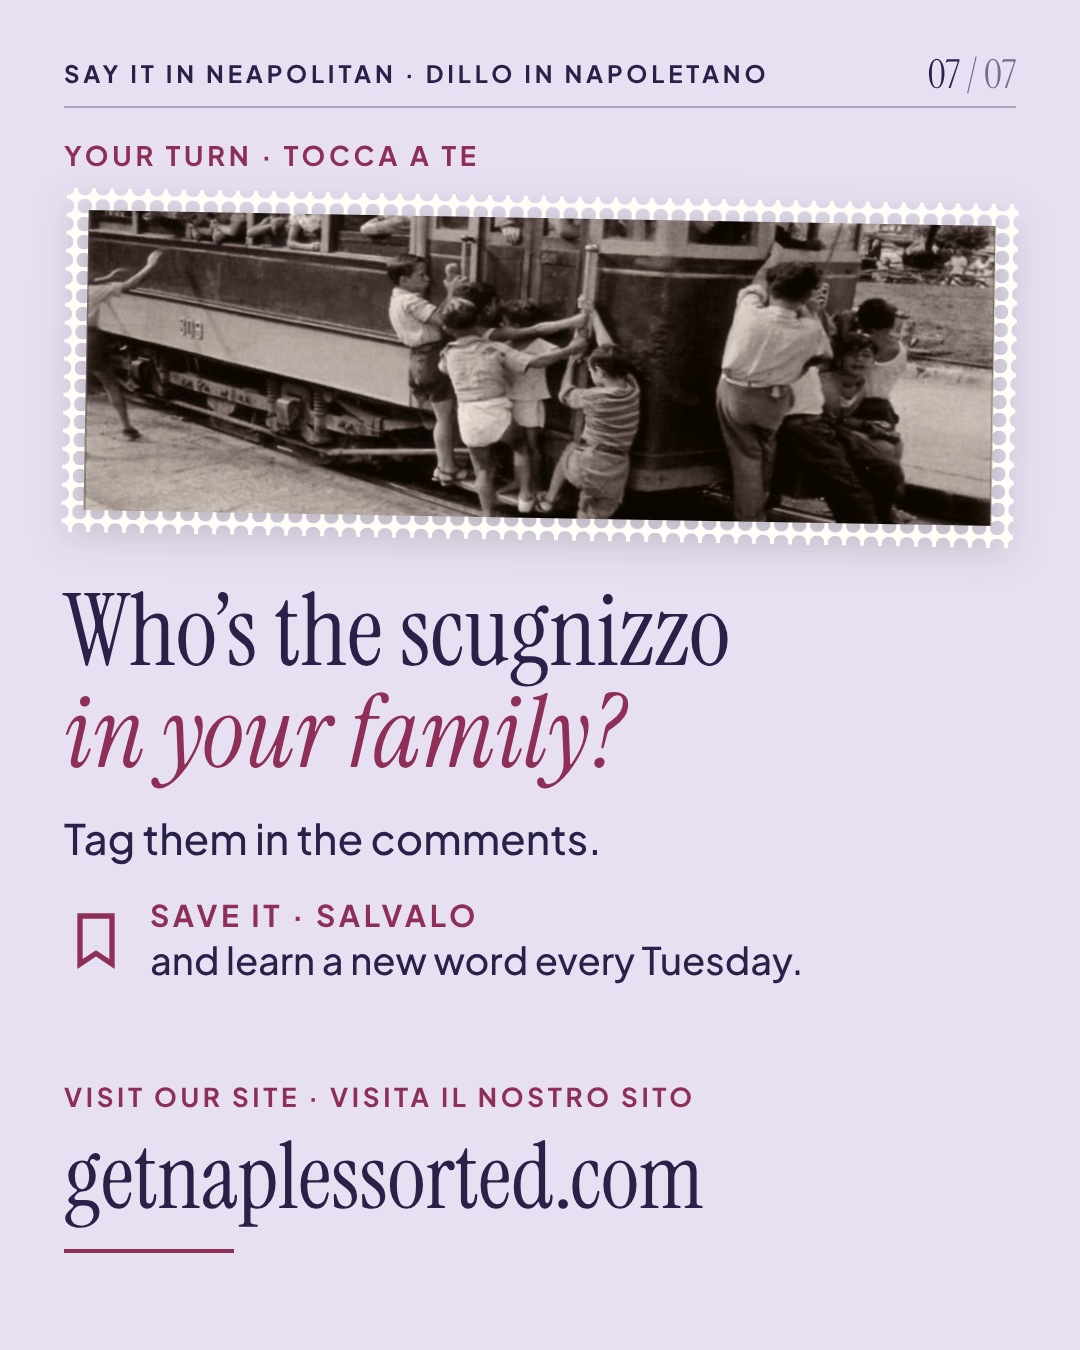 SAY IT IN NEAPOLITAN · DILLO IN NAPOLETANO
07 / 07
YOUR TURN · TOCCA A TE
309
Who’s the scugnizzo
in your family?
Tag them in the comments.
SAVE IT · SALVALO
and learn a new word every Tuesday.
VISIT OUR SITE · VISITA IL NOSTRO SITO
getnaplessorted.com